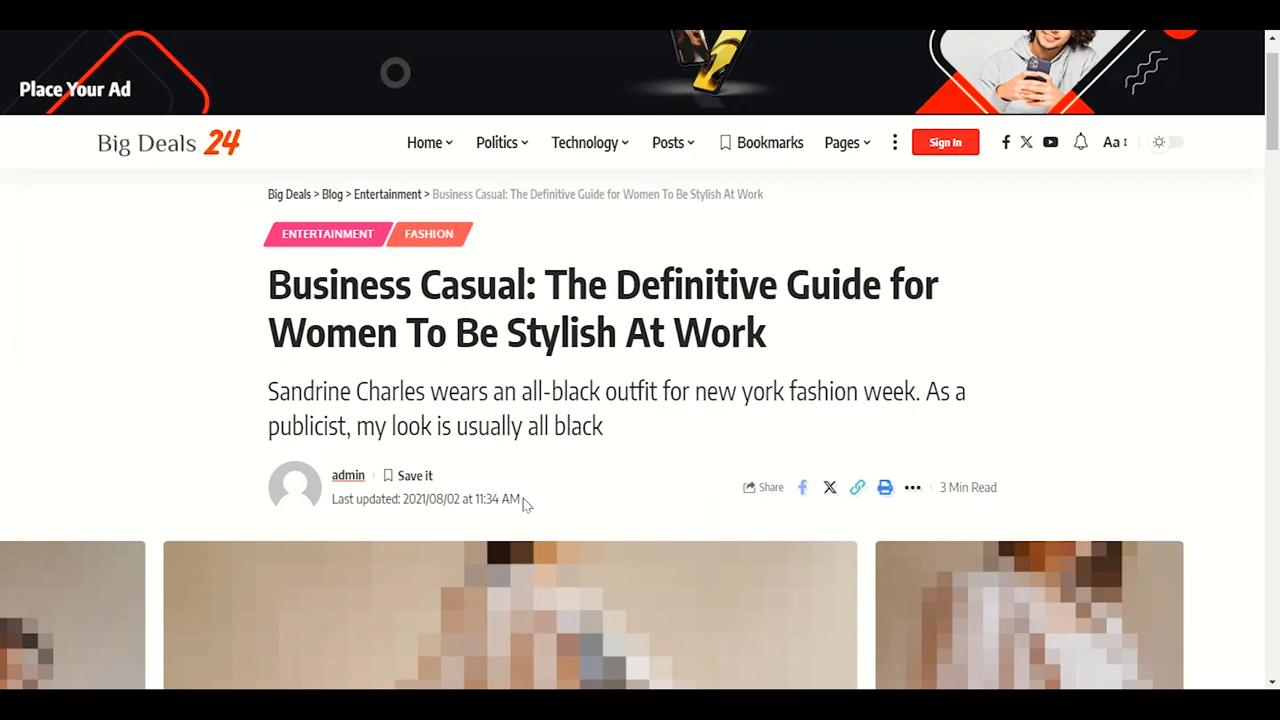 Place Your Ad
Big Deals 24
Home Politics Technology Posts Bookmarks Pages Sign In Aa
Big Deals > Blog > Entertainment > Business Casual: The Definitive Guide for Women To Be Stylish At Work
ENTERTAINMENT FASHION
Business Casual: The Definitive Guide for
Women To Be Stylish At Work
Sandrine Charles wears an all-black outfit for new york fashion week. As a
publicist, my look is usually all black
admin Save it
Last updated: 2021/08/02 at 11:34 AM
Share 3 Min Read